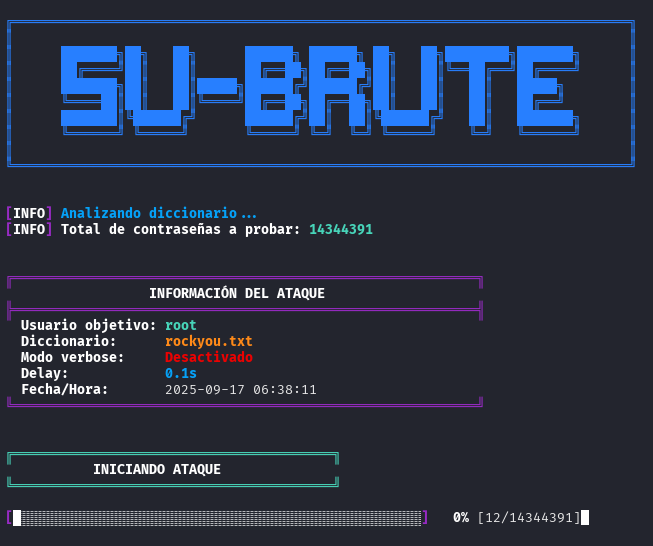 SU-BRUTE
[INFO] Analizando diccionario...
[INFO] Total de contraseñas a probar: 14344391
INFORMACIÓN DEL ATAQUE
Usuario objetivo: root
Diccionario: rockyou.txt
Modo verbose: Desactivado
Delay: 0.1s
Fecha/Hora: 2025-09-17 06:38:11
INICIANDO ATAQUE
[ ] 0% [12/14344391]